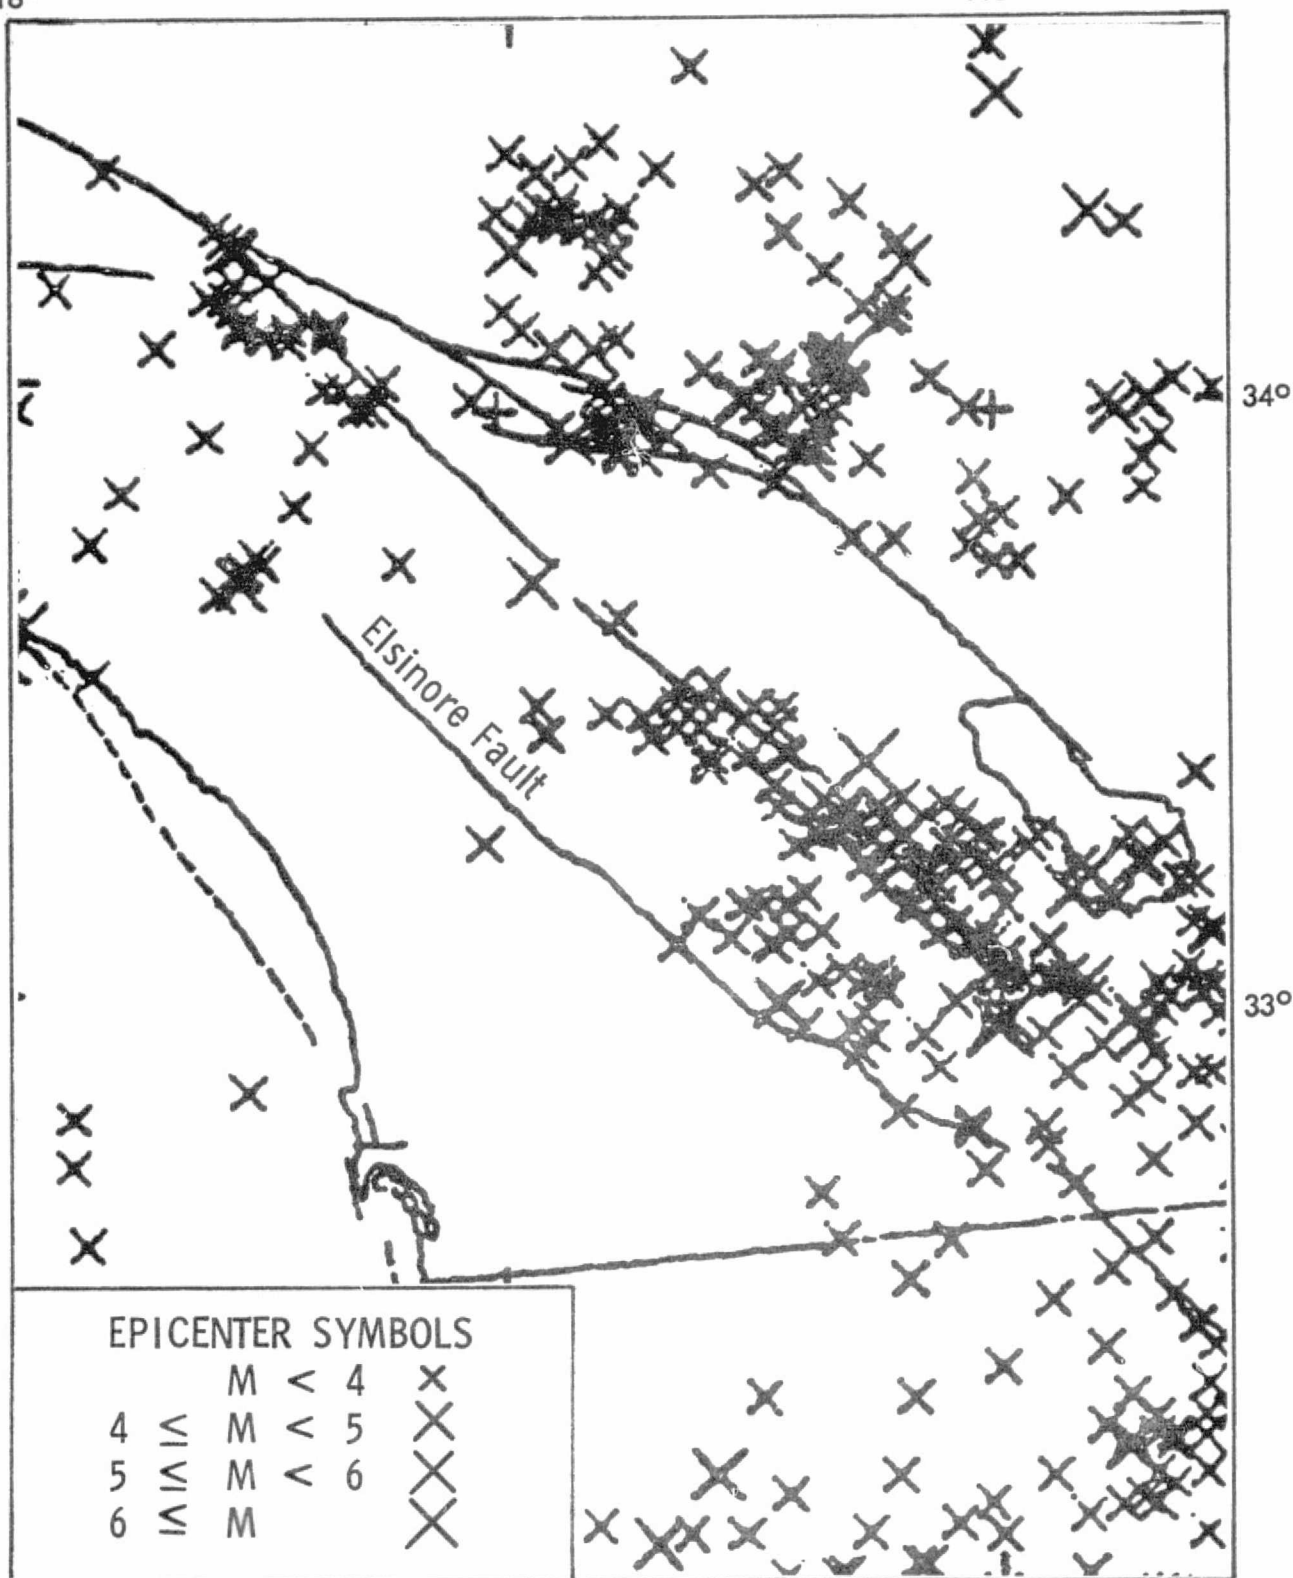 34°
Elsinore Fault
33°
EPICENTER SYMBOLS
M < 4
4 ≤ M < 5
5 ≤ M < 6
6 ≤ M